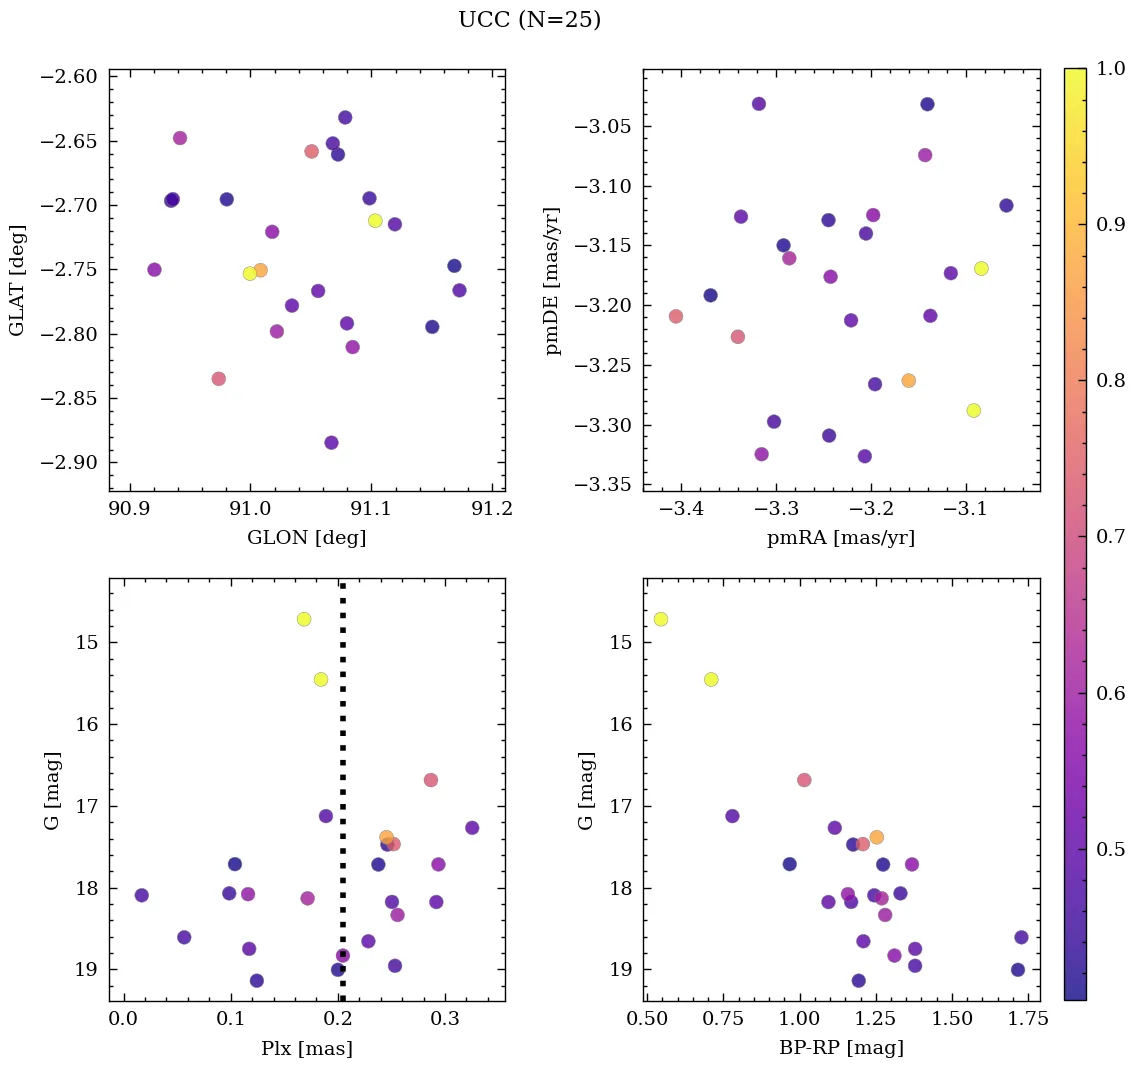 UCC (N=25)
−2.60
−2.65
−2.70
−2.75
−2.80
−2.85
−2.90
GLAT [deg]
90.9 91.0 91.1 91.2
GLON [deg]
−3.05
−3.10
−3.15
−3.20
−3.25
−3.30
−3.35
pmDE [mas/yr]
−3.4 −3.3 −3.2 −3.1
pmRA [mas/yr]
1.0
0.9
0.8
0.7
0.6
0.5
15
16
17
18
19
G [mag]
0.0 0.1 0.2 0.3
Plx [mas]
15
16
17
18
19
G [mag]
0.50 0.75 1.00 1.25 1.50 1.75
BP-RP [mag]